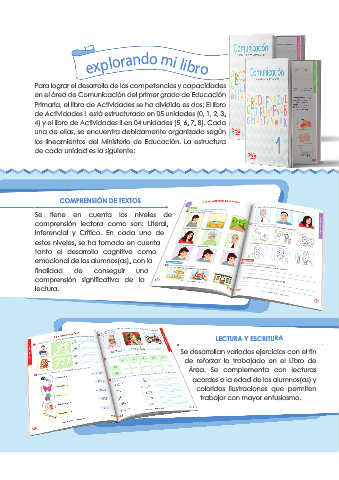 explorando mi libro
Para lograr el desarrollo de las competencias y capacidades
en el área de Comunicación del primer grado de Educación
Primaria, el libro de Actividades se ha dividido es dos; El libro
de Actividades I está estructurado en 05 unidades (0, 1, 2, 3,
4) y el libro de Actividades II en 04 unidades (5, 6, 7, 8). Cada
una de ellas, se encuentra debidamente organizado según
los lineamientos del Ministerio de Educación. La estructura
de cada unidad es la siguiente:
Comunicación
Comunicación
1
COMPRENSIÓN DE TEXTOS
Se tiene en cuenta los niveles de
comprensión lectora como son: Literal,
Inferencial y Crítico. En cada uno de
estos niveles, se ha tomado en cuenta
tanto el desarrollo cognitivo como
emocional de los alumnos(as), con la
finalidad de conseguir una
comprensión significativa de la
lectura.
LECTURA Y ESCRITURA
Se desarrollan variados ejercicios con el fin
de reforzar lo trabajado en el Libro de
Área. Se complementa con lecturas
acordes a la edad de los alumnos(as) y
coloridas ilustraciones que permiten
trabajar con mayor entusiasmo.